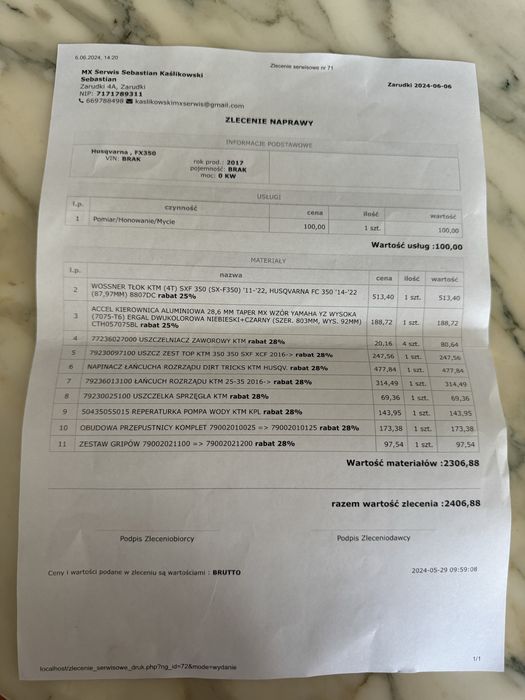 6.06.2024, 14:20
Zlecenie serwisowe nr 71
MX Serwis Sebastian Kaślikowski
Sebastian
Zarudki 4A, Zarudki
NIP: 7171789311
669788498 kaslikowskimxserwis@gmail.com
Zarudki 2024-06-06
ZLECENIE NAPRAWY
INFORMACJE PODSTAWOWE
Husqvarna , FX350
VIN: BRAK
rok prod.: 2017
pojemność: BRAK
moc: 0 KW
USŁUGI
l.p. czynność cena ilość wartość
1 Pomiar/Honowanie/Mycie 100,00 1 szt. 100,00
Wartość usług :100,00
MATERIAŁY
l.p. nazwa cena ilość wartość
2 WOSSNER TŁOK KTM (4T) SXF 350 (SX-F350) '11-'22, HUSQVARNA FC 350 '14-'22
(87,97MM) 8807DC rabat 25% 513,40 1 szt. 513,40
3 ACCEL KIEROWNICA ALUMINIOWA 28,6 MM TAPER MX WZÓR YAMAHA YZ WYSOKA
(7075-T6) ERGAL DWUKOLOROWA NIEBIESKI+CZARNY (SZER. 803MM, WYS. 92MM)
CTH057075BL rabat 25% 188,72 1 szt. 188,72
4 77236027000 USZCZELNIACZ ZAWOROWY KTM rabat 28% 20,16 4 szt. 80,64
5 79230097100 USZCZ ZEST TOP KTM 350 350 SXF XCF 2016-> rabat 28% 247,56 1 szt. 247,56
6 NAPINACZ ŁAŃCUCHA ROZRZĄDU DIRT TRICKS KTM HUSQV. rabat 28% 477,84 1 szt. 477,84
7 79236013100 ŁAŃCUCH ROZRZĄDU KTM 25-35 2016-> rabat 28% 314,49 1 szt. 314,49
8 79230025100 USZCZELKA SPRZĘGLA KTM rabat 28% 69,36 1 szt. 69,36
9 50435055015 REPERATURKA POMPA WODY KTM KPL rabat 28% 143,95 1 szt. 143,95
10 OBUDOWA PRZEPUSTNICY KOMPLET 79002010025 => 79002010125 rabat 28% 173,38 1 szt. 173,38
11 ZESTAW GRIPÓW 79002021100 => 79002021200 rabat 28% 97,54 1 szt. 97,54
Wartość materiałów :2306,88
razem wartość zlecenia :2406,88
Podpis Zleceniobiorcy
Podpis Zleceniodawcy
Ceny i wartości podane w zleceniu są wartościami : BRUTTO
2024-05-29 09:59:08
localhost/zlecenie_serwisowe_druk.php?ng_id=72&mode=wydanie
1/1